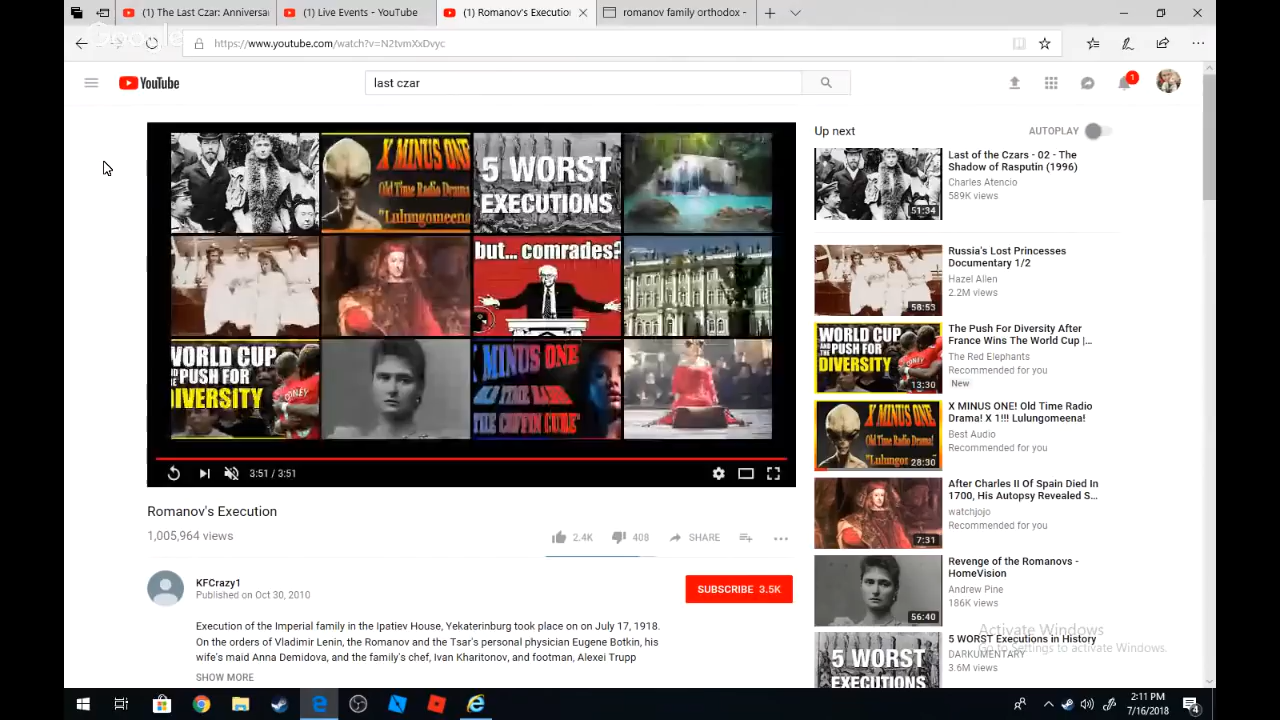 (1) The Last Czar: Anniversar
(1) Live Events - YouTube
(1) Romanov's Execution
romanov family orthodox -
https://www.youtube.com/watch?v=N2tvmXxDvyc
YouTube
last czar
1
X MINUS ONE
Old Time Radio Drama
"Lulungomeena
5 WORST
EXECUTIONS
but... comrades?
WORLD CUP
PUSH FOR
DIVERSITY
X MINUS ONE
OLD TIME RADIO
THE COFFIN CURE"
3:51 / 3:51
Romanov's Execution
1,005,964 views
2.4K
408
SHARE
KFCrazy1
Published on Oct 30, 2010
SUBSCRIBE 3.5K
Execution of the Imperial family in the Ipatiev House, Yekaterinburg took place on on July 17, 1918.
On the orders of Vladimir Lenin, the Romanov and the Tsar's personal physician Eugene Botkin, his
wife's maid Anna Demidova, and the family's chef, Ivan Kharitonov, and footman, Alexei Trupp
SHOW MORE
Up next
AUTOPLAY
Last of the Czars - 02 - The
Shadow of Rasputin (1996)
Charles Atencio
589K views
51:34
Russia's Lost Princesses
Documentary 1/2
Hazel Allen
2.2M views
58:53
WORLD CUP
AND THE PUSH FOR
DIVERSITY
13:30
The Push For Diversity After
France Wins The World Cup |...
The Red Elephants
Recommended for you
New
X MINUS ONE
Old Time Radio Drama!
"Lulungom
28:30
X MINUS ONE! Old Time Radio
Drama! X 1!!! Lulungomeena!
Best Audio
Recommended for you
After Charles II Of Spain Died In
1700, His Autopsy Revealed S...
watchjojo
Recommended for you
7:31
Revenge of the Romanovs -
HomeVision
Andrew Pine
186K views
56:40
5 WORST
EXECUTIONS
5 WORST Executions in History
DARKUMENTARY
3.6M views
Activate Windows
Go to Settings to activate Windows.
2:11 PM
7/16/2018
4